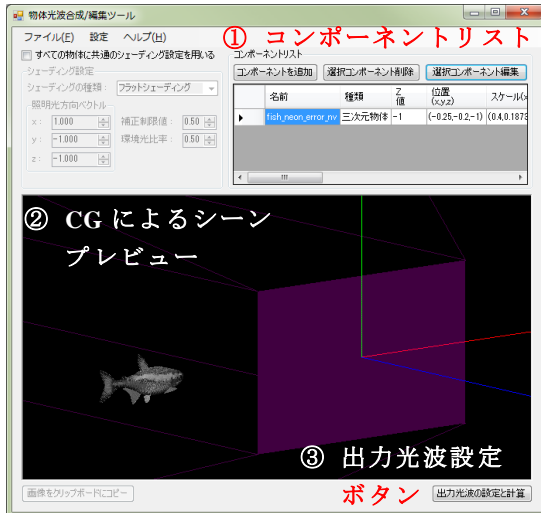 物体光波合成/編集ツール
ファイル(F) 設定 ヘルプ(H)
① コンポーネントリスト
すべての物体に共通のシェーディング設定を用いる
コンポーネントリスト
シェーディング設定
コンポーネントを追加 選択コンポーネント削除 選択コンポーネント編集
シェーディングの種類： フラットシェーディング
照明光方向ベクトル
名前 種類 Z値 位置(x,y,z) スケール(x
x： 1.000 補正制限値： 0.50
fish_neon_error_nv 三次元物体 -1 (-0.25,-0.2,-1) (0.4,0.1873
y： -1.000 環境光比率： 0.50
z： -1.000
② CG によるシーン
プレビュー
③ 出力光波設定
ボタン
画像をクリップボードにコピー
出力光波の設定と計算